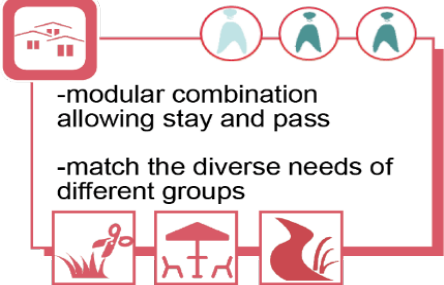 -modular combination
allowing stay and pass
-match the diverse needs of
different groups